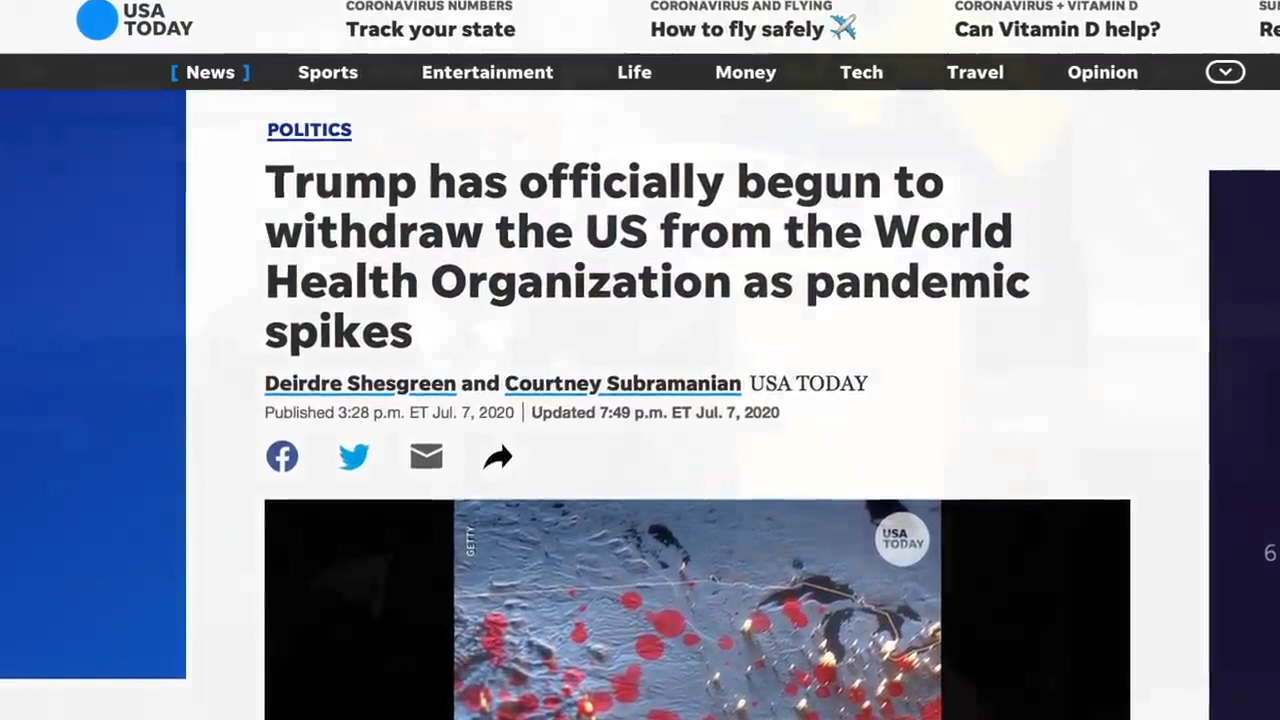 USA
TODAY
CORONAVIRUS NUMBERS
Track your state
CORONAVIRUS AND FLYING
How to fly safely ✈️
CORONAVIRUS + VITAMIN D
Can Vitamin D help?
[ News ]
Sports
Entertainment
Life
Money
Tech
Travel
Opinion
POLITICS
Trump has officially begun to
withdraw the US from the World
Health Organization as pandemic
spikes
Deirdre Shesgreen and Courtney Subramanian USA TODAY
Published 3:28 p.m. ET Jul. 7, 2020 | Updated 7:49 p.m. ET Jul. 7, 2020
GETTY
USA
TODAY
6